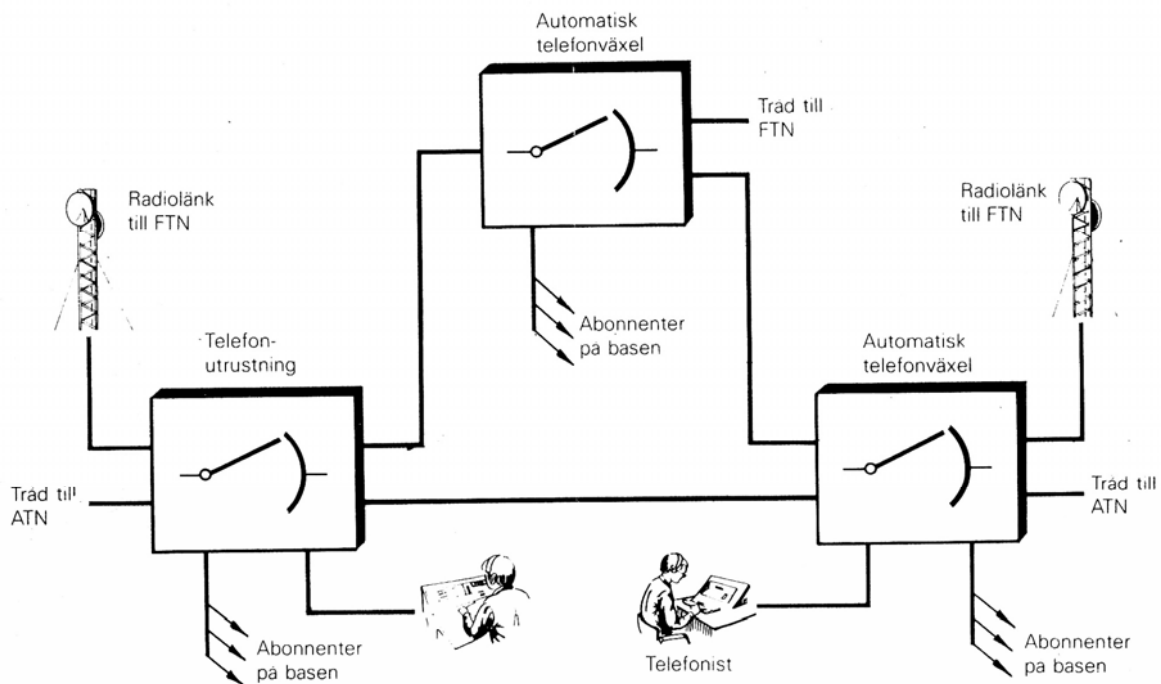 Automatisk
telefonväxel
Tråd till
FTN
Radiolänk
till FTN
Radiolänk
till FTN
Abonnenter
på basen
Telefon-
utrustning
Automatisk
telefonväxel
Tråd till
ATN
Tråd till
ATN
Abonnenter
på basen
Telefonist
Abonnenter
på basen